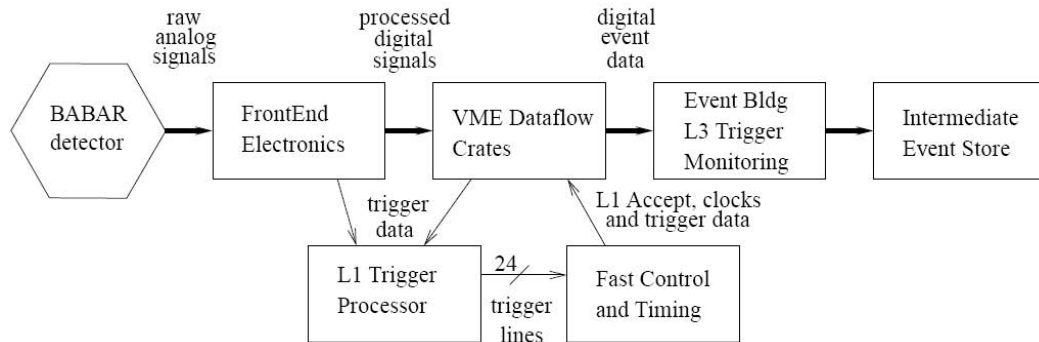 raw
analog
signals
processed
digital
signals
digital
event
data
BABAR
detector
FrontEnd
Electronics
VME Dataflow
Crates
Event Bldg
L3 Trigger
Monitoring
Intermediate
Event Store
trigger
data
L1 Accept, clocks
and trigger data
L1 Trigger
Processor
24
trigger
lines
Fast Control
and Timing